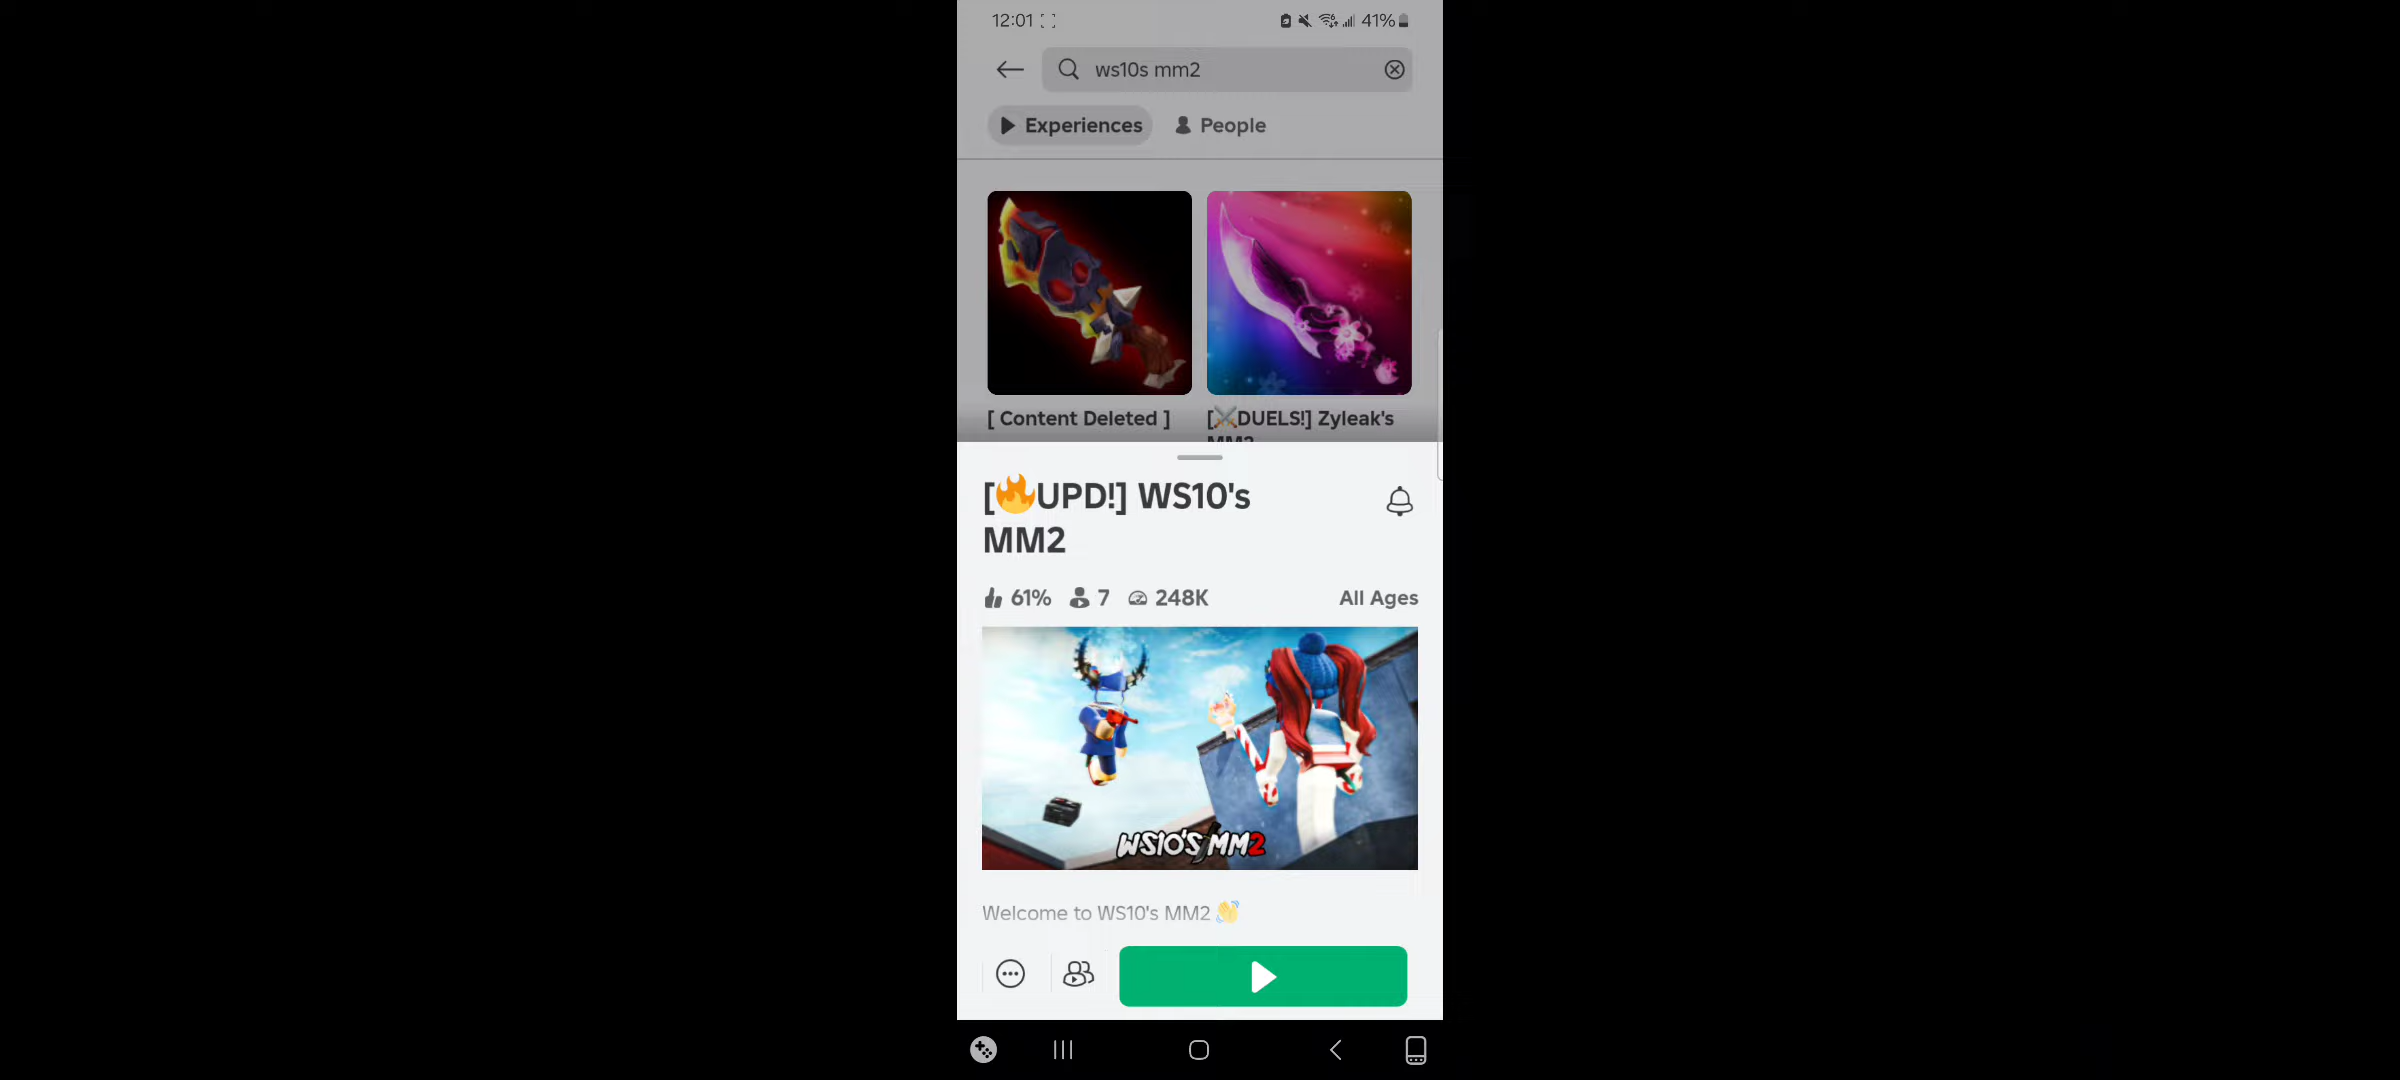 12:01
41%
ws10s mm2
Experiences
People
[ Content Deleted ]
[⚔️DUELS!] Zyleak's
MM2
[🔥UPD!] WS10's
MM2
61%
7
248K
All Ages
WS10'S MM2
Welcome to WS10's MM2 👋